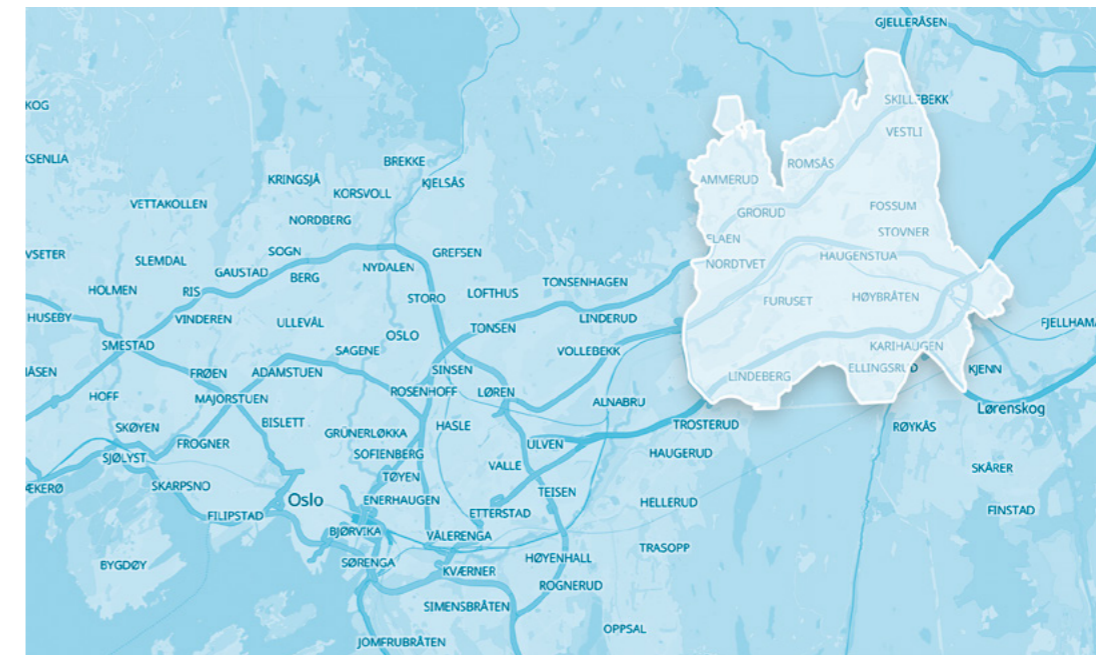 GJELLERÅSEN
SKILLEBEKK
KOG
VESTLI
KSENLIA
BREKKE
ROMSÅS
KRINGSJÅ
KJELSÅS
AMMERUD
KORSVOLL
VETTAKOLLEN
FOSSUM
GRORUD
NORDBERG
STOVNER
ELAEN
SOGN
GREFSEN
VSETER
HAUGENSTUA
SLEMDAL
NORDTVET
NYDALEN
GAUSTAD
BERG
TONSENHAGEN
HOLMEN
RIS
LOFTHUS
STORO
HØYBRÅTEN
FURUSET
HUSEBY
VINDEREN
LINDERUD
ULLEVÅL
FJELLHAM
TONSEN
OSLO
SMESTAD
KARIHAUGEN
SAGENE
VOLLEBEKK
ÅSEN
FRØEN
ADAMSTUEN
SINSEN
ELLINGSRUD
KJENN
LINDEBERG
ROSENHOFF
LØREN
HOFF
MAJORSTUEN
ALNABRU
Lørenskog
BISLETT
TROSTERUD
HASLE
SKØYEN
RØYKÅS
GRÜNERLØKKA
FROGNER
ULVEN
SOFIENBERG
HAUGERUD
SJØLYST
VALLE
SKÅRER
TØYEN
SKARPSNO
ÆKERØ
TEISEN
Oslo
ENERHAUGEN
HELLERUD
FINSTAD
ETTERSTAD
FILIPSTAD
BJØRVIKA
VÅLERENGA
TRASOPP
HØYENHALL
BYGDØY
SØRENGA
KVÆRNER
ROGNERUD
SIMENSBRÅTEN
OPPSAL
JOMFRUBRÅTEN